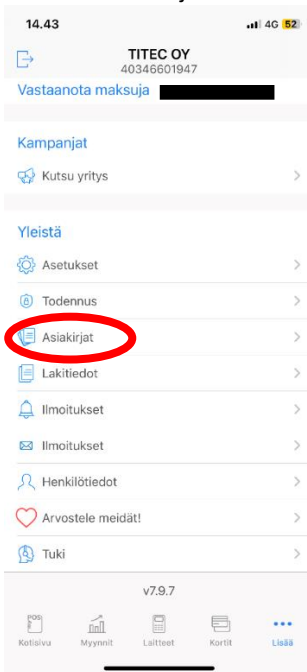 14.43
4G 52
TITEC OY
40346601947
Vastaanota maksuja
Kampanjat
Kutsu yritys
Yleistä
Asetukset
Todennus
Asiakirjat
Lakitiedot
Ilmoitukset
Ilmoitukset
Henkilötiedot
Arvostele meidät!
Tuki
v7.9.7
POS
Kotisivu Myynnit Laitteet Kortit Lisää